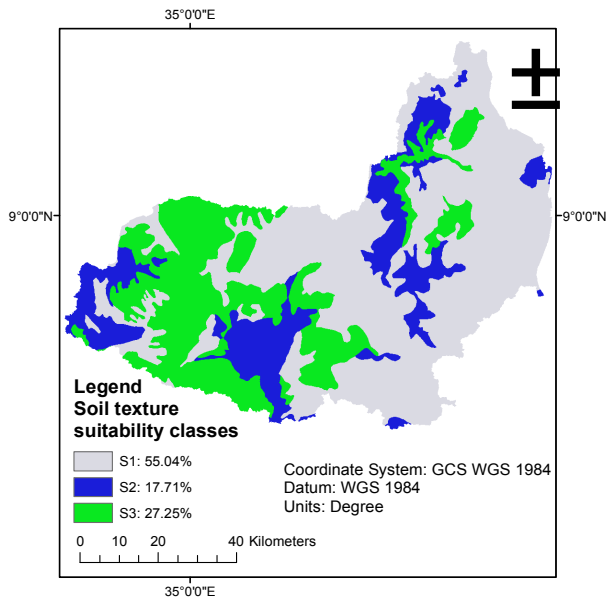 35°0'0"E
9°0'0"N
9°0'0"N
Legend
Soil texture
suitability classes
S1: 55.04%
S2: 17.71%
S3: 27.25%
Coordinate System: GCS WGS 1984
Datum: WGS 1984
Units: Degree
0 10 20 40 Kilometers
35°0'0"E